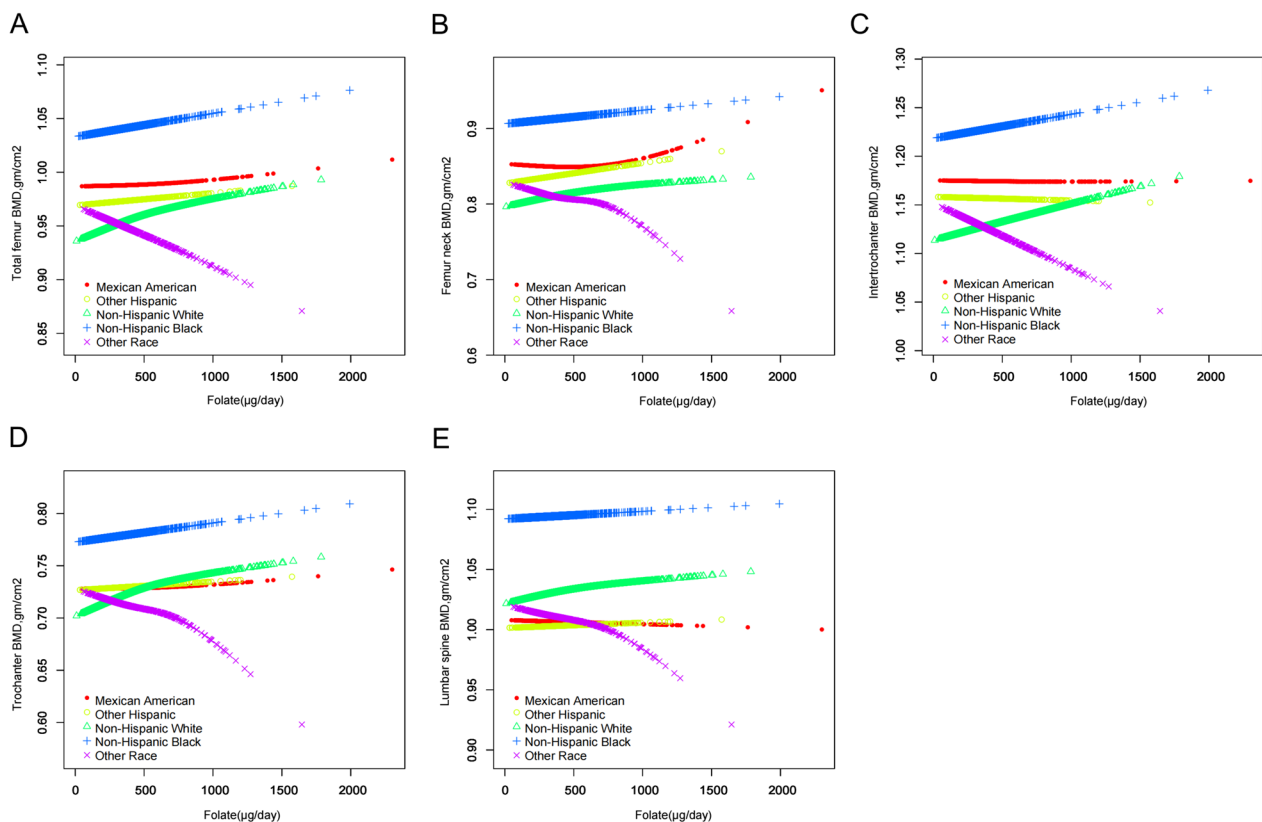 A
Total femur BMD,gm/cm2
1.10
1.05
1.00
0.95
0.90
0.85
Mexican American
Other Hispanic
Non-Hispanic White
Non-Hispanic Black
Other Race
0 500 1000 1500 2000
Folate(µg/day)
B
Femur neck BMD,gm/cm2
0.9
0.8
0.7
0.6
Mexican American
Other Hispanic
Non-Hispanic White
Non-Hispanic Black
Other Race
0 500 1000 1500 2000
Folate(µg/day)
C
Intertrochanter BMD,gm/cm2
1.30
1.25
1.20
1.15
1.10
1.05
1.00
Mexican American
Other Hispanic
Non-Hispanic White
Non-Hispanic Black
Other Race
0 500 1000 1500 2000
Folate(µg/day)
D
Trochanter BMD,gm/cm2
0.80
0.75
0.70
0.65
0.60
Mexican American
Other Hispanic
Non-Hispanic White
Non-Hispanic Black
Other Race
0 500 1000 1500 2000
Folate(µg/day)
E
Lumbar spine BMD,gm/cm2
1.10
1.05
1.00
0.95
0.90
Mexican American
Other Hispanic
Non-Hispanic White
Non-Hispanic Black
Other Race
0 500 1000 1500 2000
Folate(µg/day)